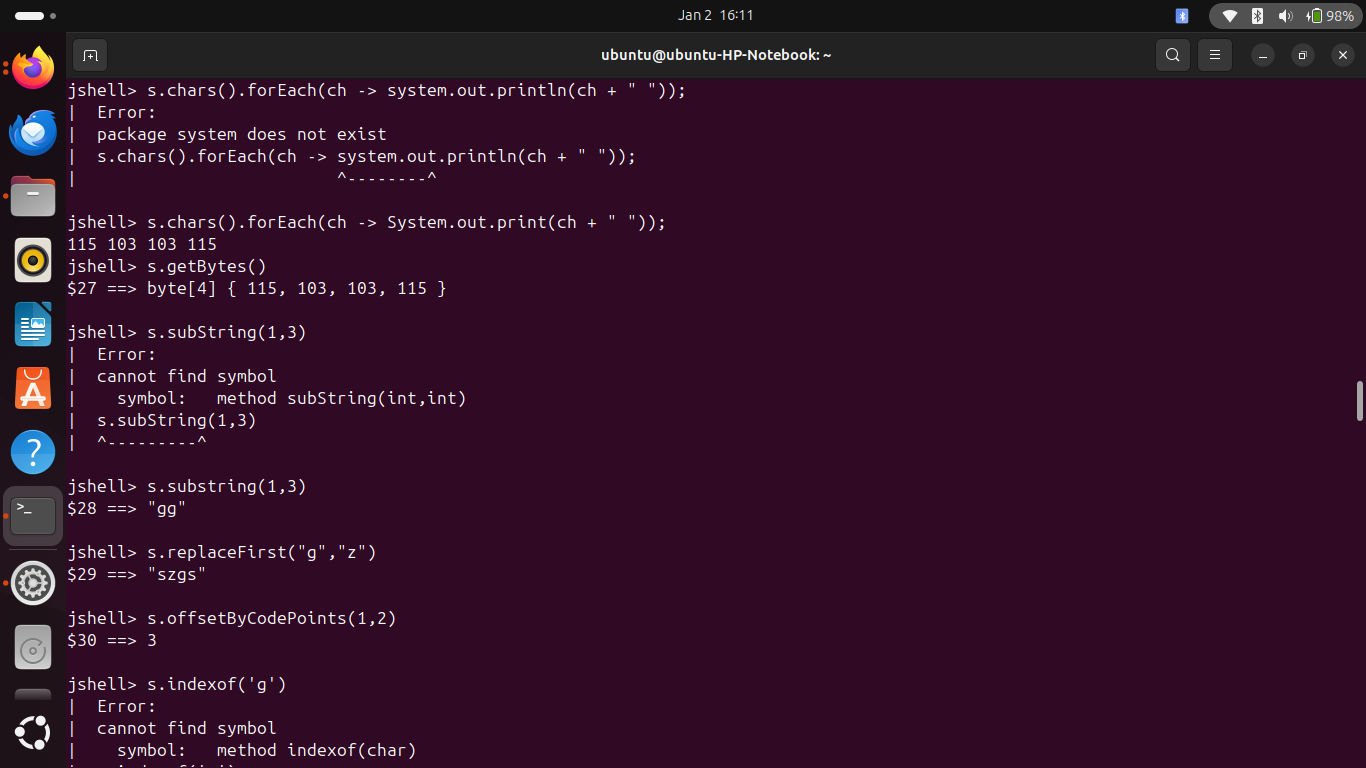 Jan 2 16:11
98%
ubuntu@ubuntu-HP-Notebook: ~
jshell> s.chars().forEach(ch -> system.out.println(ch + " "));
|  Error:
|  package system does not exist
|  s.chars().forEach(ch -> system.out.println(ch + " "));
|                          ^--------^
jshell> s.chars().forEach(ch -> System.out.print(ch + " "));
115 103 103 115
jshell> s.getBytes()
$27 ==> byte[4] { 115, 103, 103, 115 }
jshell> s.subString(1,3)
|  Error:
|  cannot find symbol
|    symbol:   method subString(int,int)
|  s.subString(1,3)
|  ^---------^
jshell> s.substring(1,3)
$28 ==> "gg"
jshell> s.replaceFirst("g","z")
$29 ==> "szgs"
jshell> s.offsetByCodePoints(1,2)
$30 ==> 3
jshell> s.indexof('g')
|  Error:
|  cannot find symbol
|    symbol:   method indexof(char)